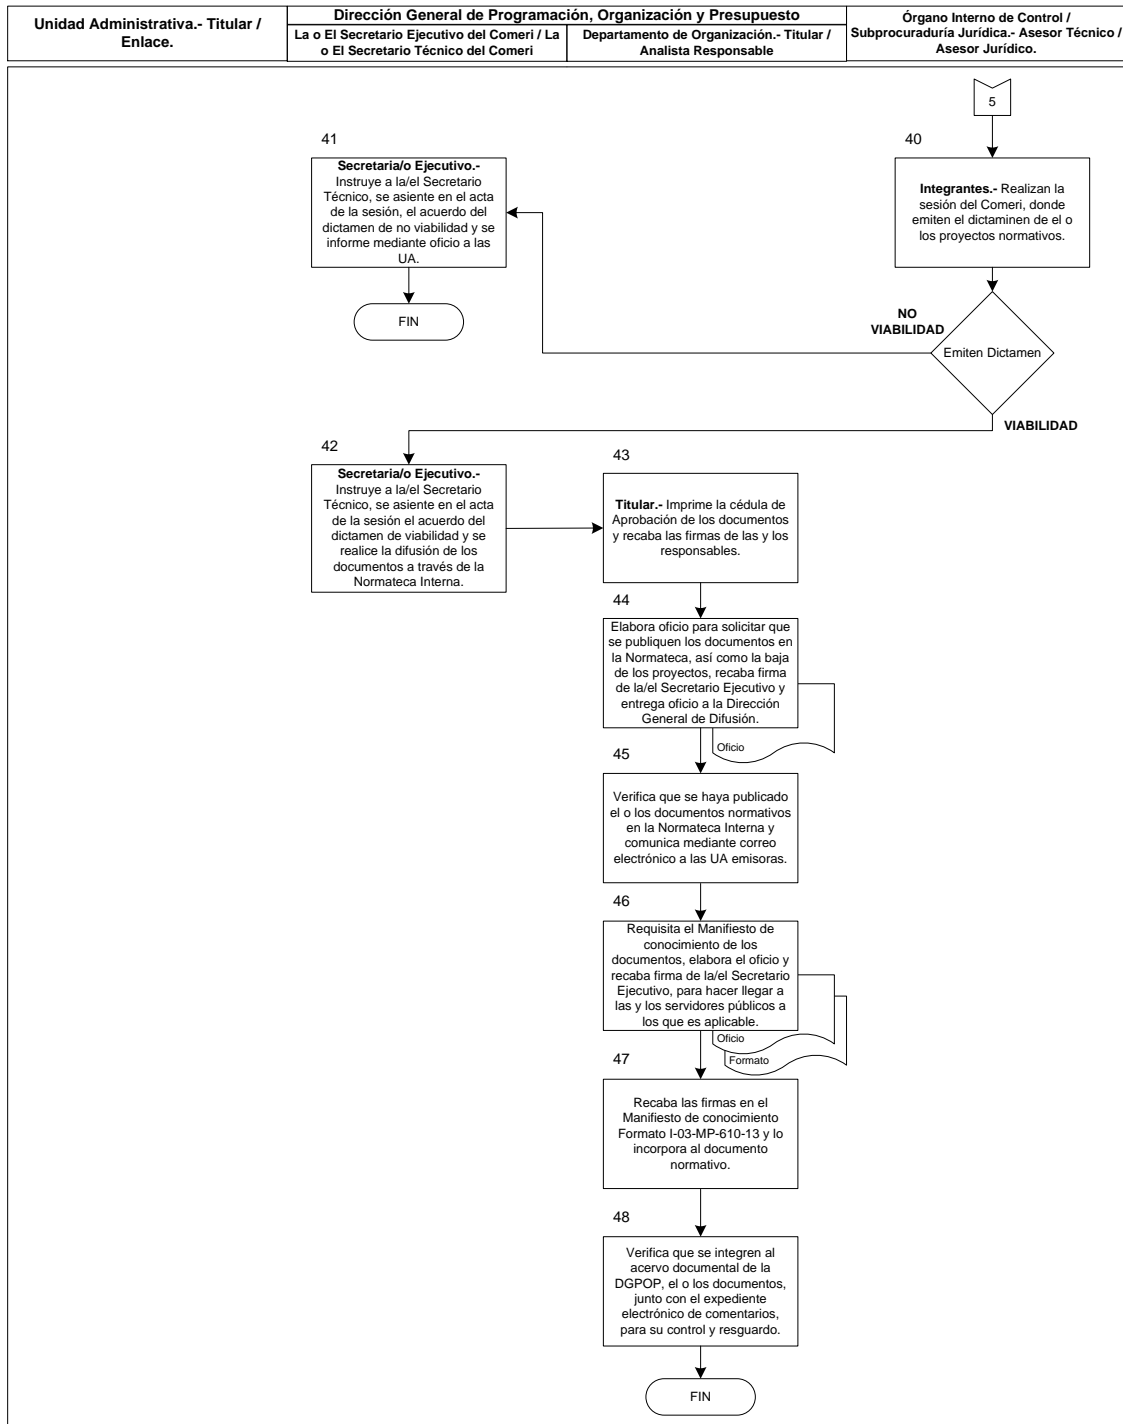 Unidad Administrativa.- Titular /
Enlace.
Dirección General de Programación, Organización y Presupuesto
La o El Secretario Ejecutivo del Comeri / La
o El Secretario Técnico del Comeri
Departamento de Organización.- Titular /
Analista Responsable
Órgano Interno de Control /
Subprocuraduría Jurídica.- Asesor Técnico /
Asesor Jurídico.
5
40
Integrantes.- Realizan la
sesión del Comeri, donde
emiten el dictaminen de el o
los proyectos normativos.
Emiten Dictamen
NO
VIABILIDAD
VIABILIDAD
41
Secretaria/o Ejecutivo.-
Instruye a la/el Secretario
Técnico, se asiente en el acta
de la sesión, el acuerdo del
dictamen de no viabilidad y se
informe mediante oficio a las
UA.
FIN
42
Secretaria/o Ejecutivo.-
Instruye a la/el Secretario
Técnico, se asiente en el acta
de la sesión el acuerdo del
dictamen de viabilidad y se
realice la difusión de los
documentos a través de la
Normateca Interna.
43
Titular.- Imprime la cédula de
Aprobación de los documentos
y recaba las firmas de las y los
responsables.
44
Elabora oficio para solicitar que
se publiquen los documentos en
la Normateca, así como la baja
de los proyectos, recaba firma
de la/el Secretario Ejecutivo y
entrega oficio a la Dirección
General de Difusión.
Oficio
45
Verifica que se haya publicado
el o los documentos normativos
en la Normateca Interna y
comunica mediante correo
electrónico a las UA emisoras.
46
Requisita el Manifiesto de
conocimiento de los
documentos, elabora el oficio y
recaba firma de la/el Secretario
Ejecutivo, para hacer llegar a
las y los servidores públicos a
los que es aplicable.
Oficio
Formato
47
Recaba las firmas en el
Manifiesto de conocimiento
Formato I-03-MP-610-13 y lo
incorpora al documento
normativo.
48
Verifica que se integren al
acervo documental de la
DGPOP, el o los documentos,
junto con el expediente
electrónico de comentarios,
para su control y resguardo.
FIN